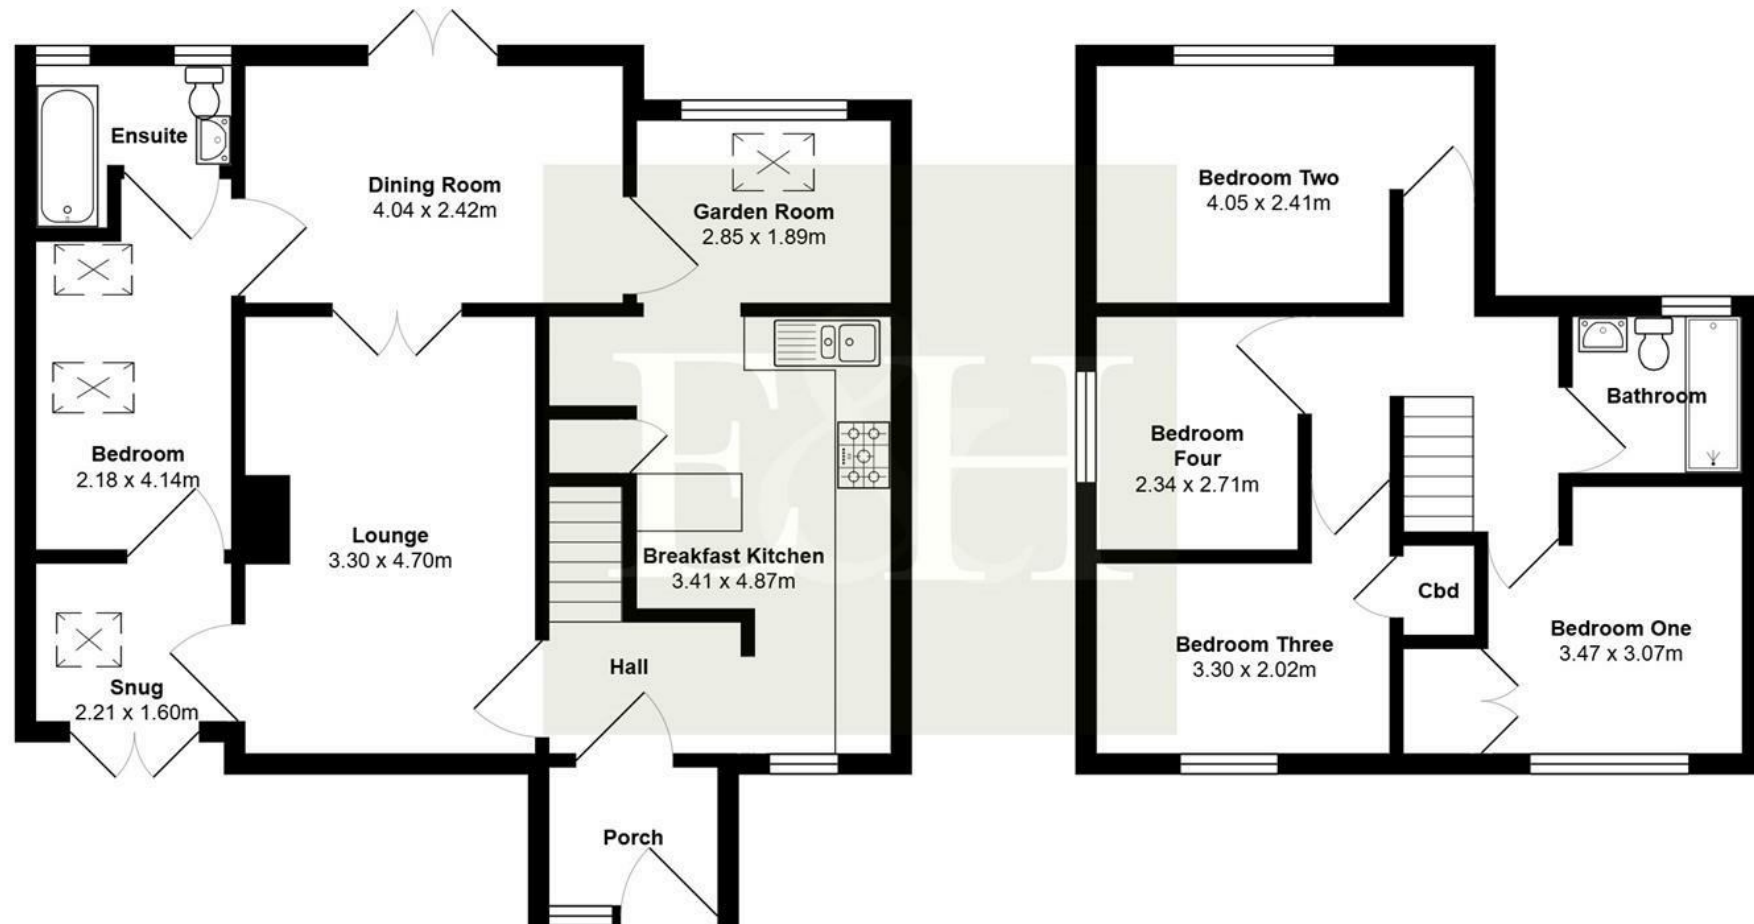 Ensuite
Dining Room
4.04 x 2.42m
Garden Room
2.85 x 1.89m
Bedroom
2.18 x 4.14m
Lounge
3.30 x 4.70m
Breakfast Kitchen
3.41 x 4.87m
Hall
Snug
2.21 x 1.60m
Porch
Bedroom Two
4.05 x 2.41m
Bedroom
Four
2.34 x 2.71m
Bathroom
Cbd
Bedroom Three
3.30 x 2.02m
Bedroom One
3.47 x 3.07m
E&H